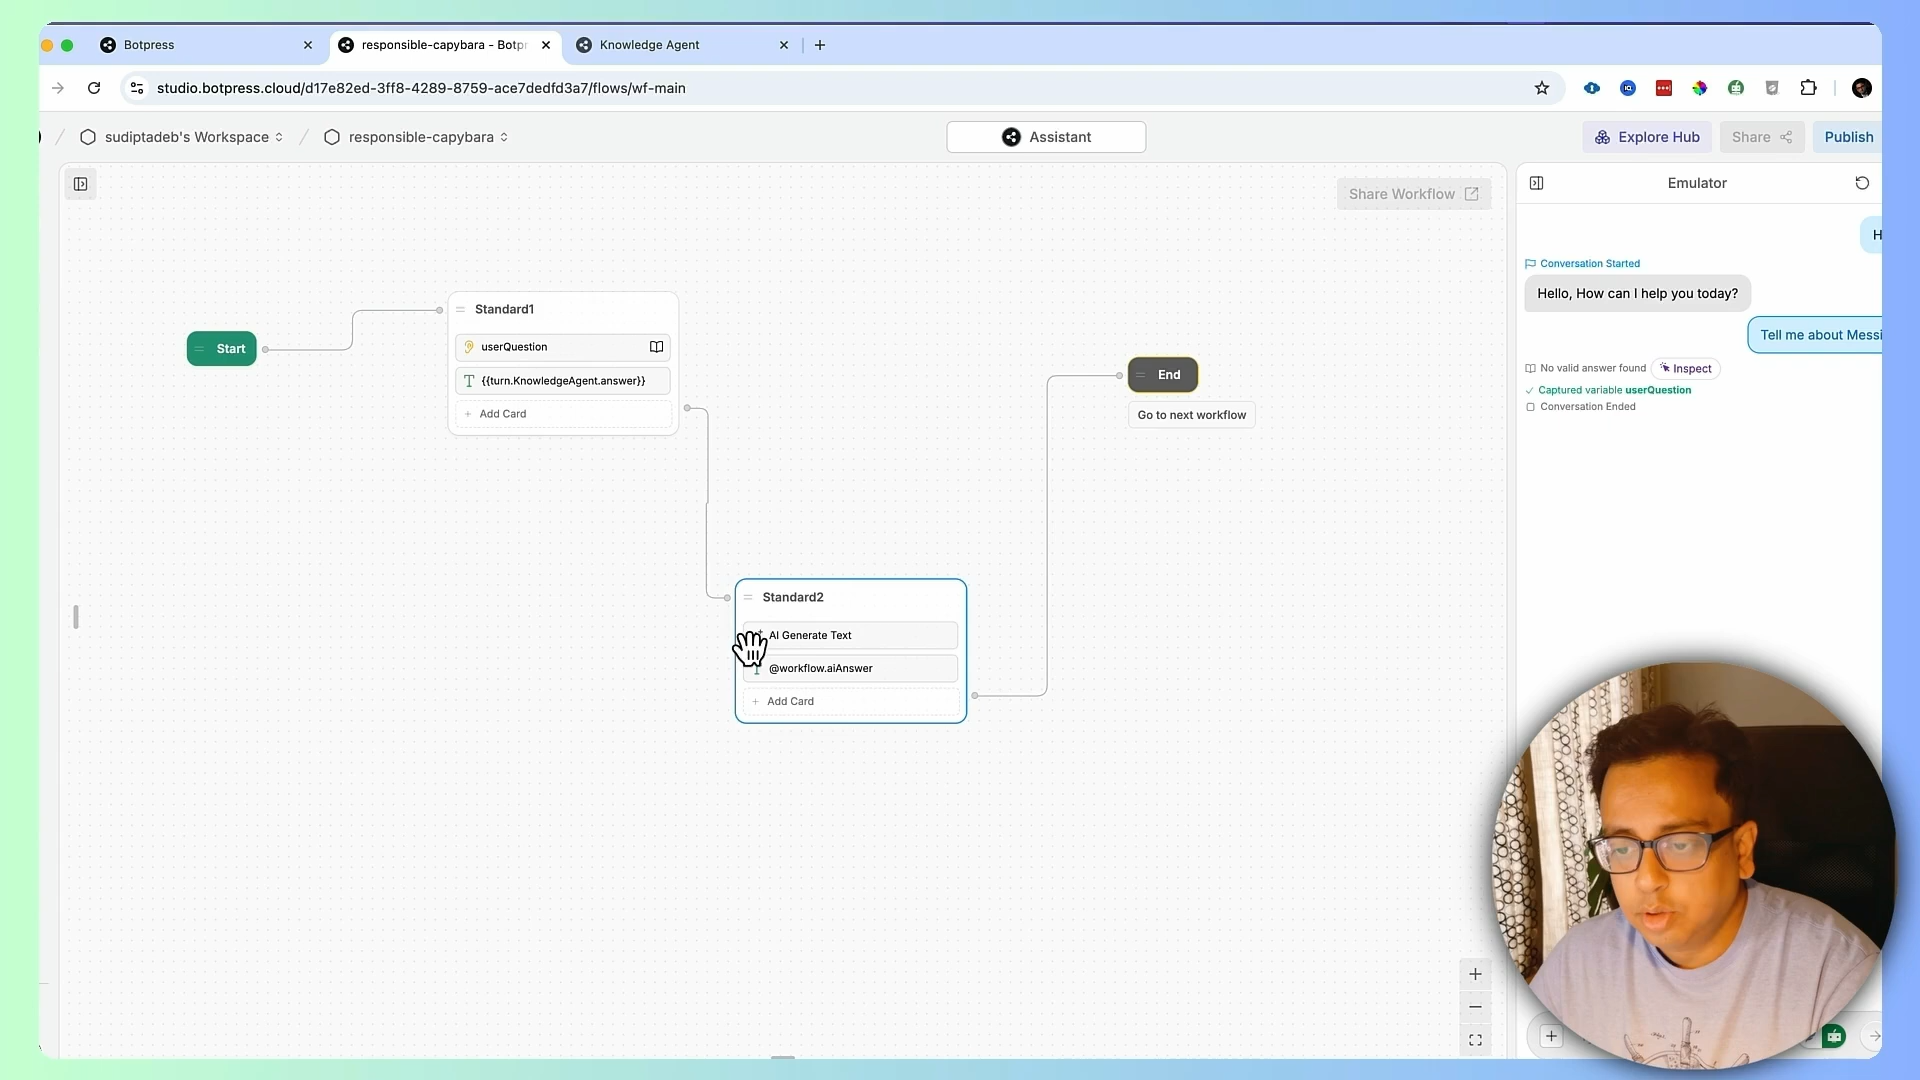 Botpress
responsible-capybara - Botpr
Knowledge Agent
studio.botpress.cloud/d17e82ed-3ff8-4289-8759-ace7dedfd3a7/flows/wf-main
sudiptadeb's Workspace
responsible-capybara
Assistant
Explore Hub
Share
Publish
Share Workflow
Emulator
H
Conversation Started
Hello, How can I help you today?
Tell me about Messi
No valid answer found
Inspect
Captured variable userQuestion
Conversation Ended
Start
Standard1
userQuestion
{{turn.KnowledgeAgent.answer}}
+ Add Card
End
Go to next workflow
Standard2
AI Generate Text
@workflow.aiAnswer
+ Add Card